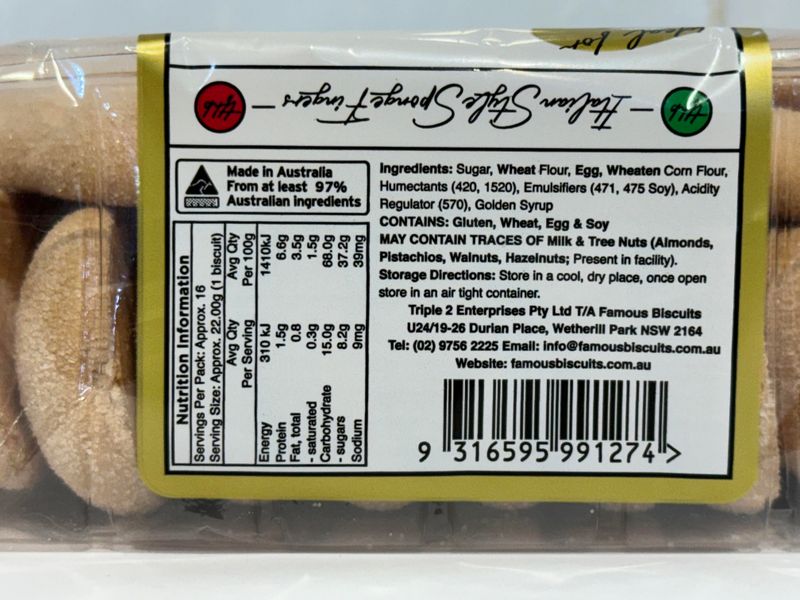 Ideal for
Italian Style Sponge Fingers
Made in Australia
From at least 97%
Australian ingredients
Nutrition Information
Servings Per Pack: Approx. 16
Serving Size: Approx. 22.00g (1 biscuit)
Avg Qty Per Serving Avg Qty Per 100g
Energy 310 kJ 1410kJ
Protein 1.5g 6.6g
Fat, total 0.8 3.5g
- saturated 0.3g 1.5g
Carbohydrate 15.0g 68.0g
- sugars 8.2g 37.2g
Sodium 9mg 39mg
Ingredients: Sugar, Wheat Flour, Egg, Wheaten Corn Flour,
Humectants (420, 1520), Emulsifiers (471, 475 Soy), Acidity
Regulator (570), Golden Syrup
CONTAINS: Gluten, Wheat, Egg & Soy
MAY CONTAIN TRACES OF Milk & Tree Nuts (Almonds,
Pistachios, Walnuts, Hazelnuts; Present in facility).
Storage Directions: Store in a cool, dry place, once open
store in an air tight container.
Triple 2 Enterprises Pty Ltd T/A Famous Biscuits
U24/19-26 Durian Place, Wetherill Park NSW 2164
Tel: (02) 9756 2225 Email: info@famousbiscuits.com.au
Website: famousbiscuits.com.au
9 316595 991274 >